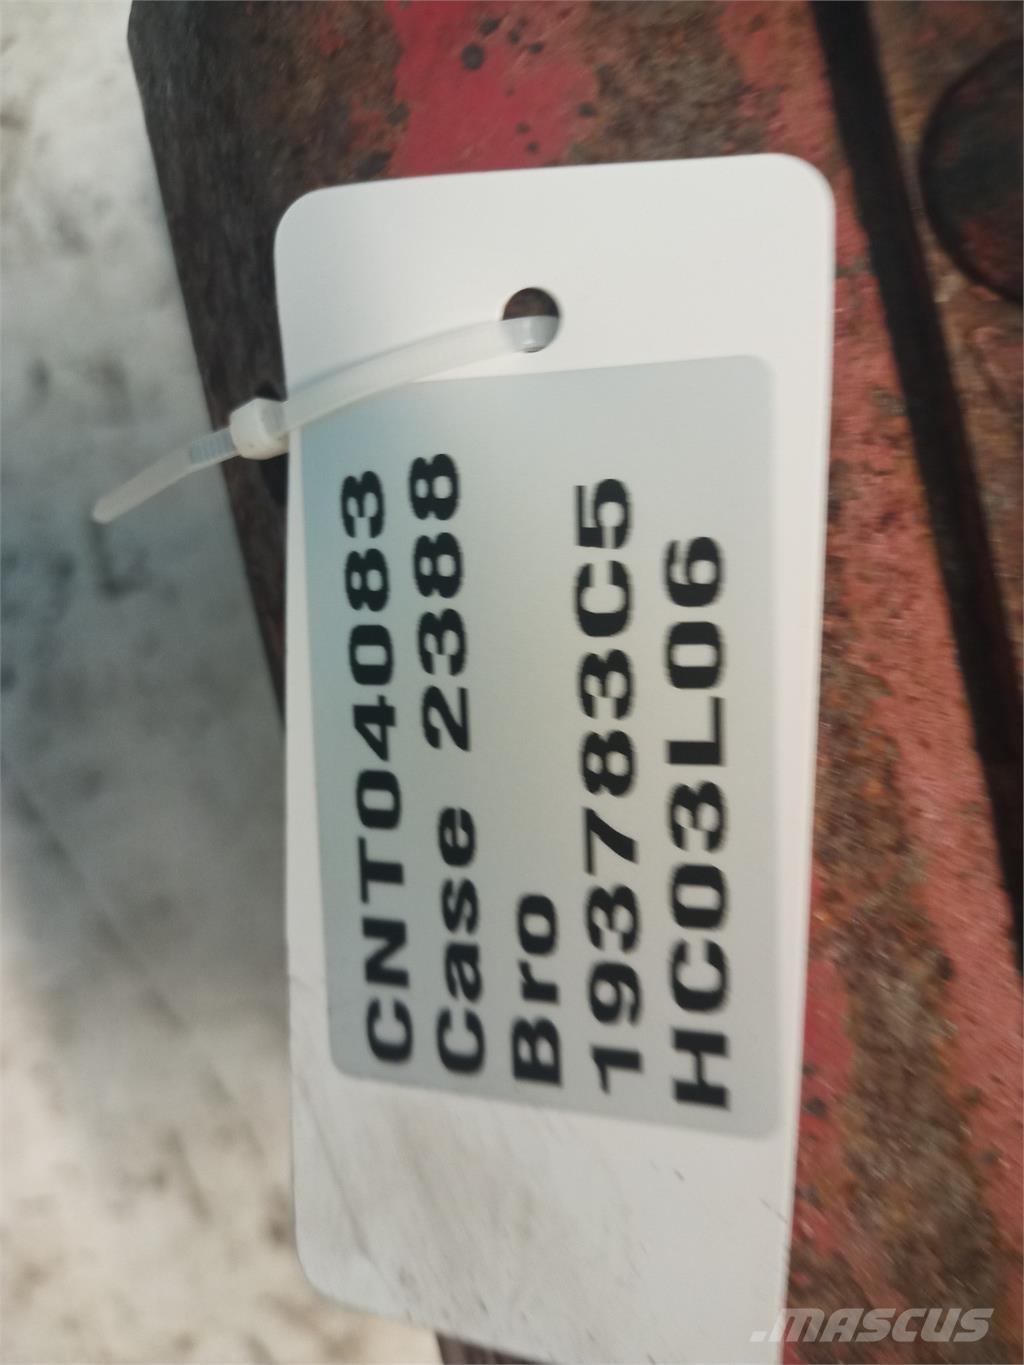 CNT04083
Case 2388
Bro
193783C5
HC03L06
.MASCUS